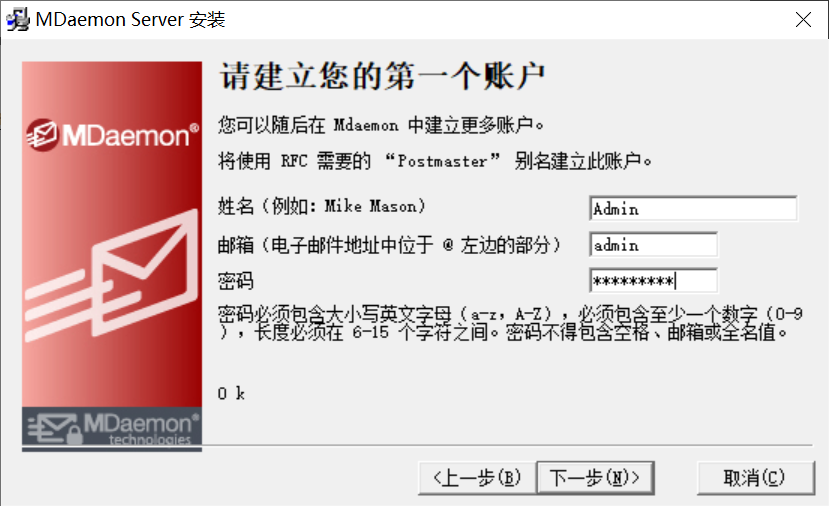 MDaemon Server 安装
请建立您的第一个账户
MDaemon®
您可以随后在 Mdaemon 中建立更多账户。
将使用 RFC 需要的 “Postmaster” 别名建立此账户。
姓名(例如: Mike Mason)
Admin
邮箱(电子邮件地址中位于 @ 左边的部分)
admin
密码
*********
密码必须包含大小写英文字母(a-z, A-Z), 必须包含至少一个数字(0-9
), 长度必须在 6-15 个字符之间。密码不得包含空格、邮箱或全名值。
O k
MDaemon®
technologies
<上一步(B)
下一步(N)>
取消(C)